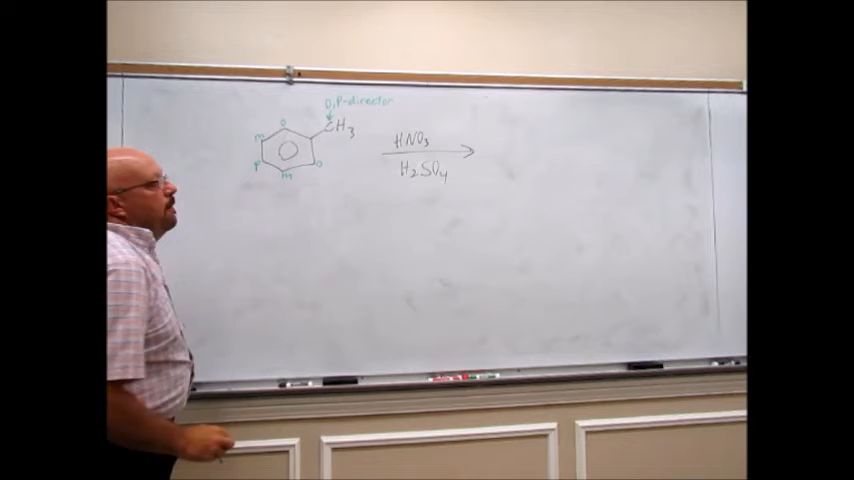 O,P-director
CH3
HNO3
H2SO4
o
m
P
m
o